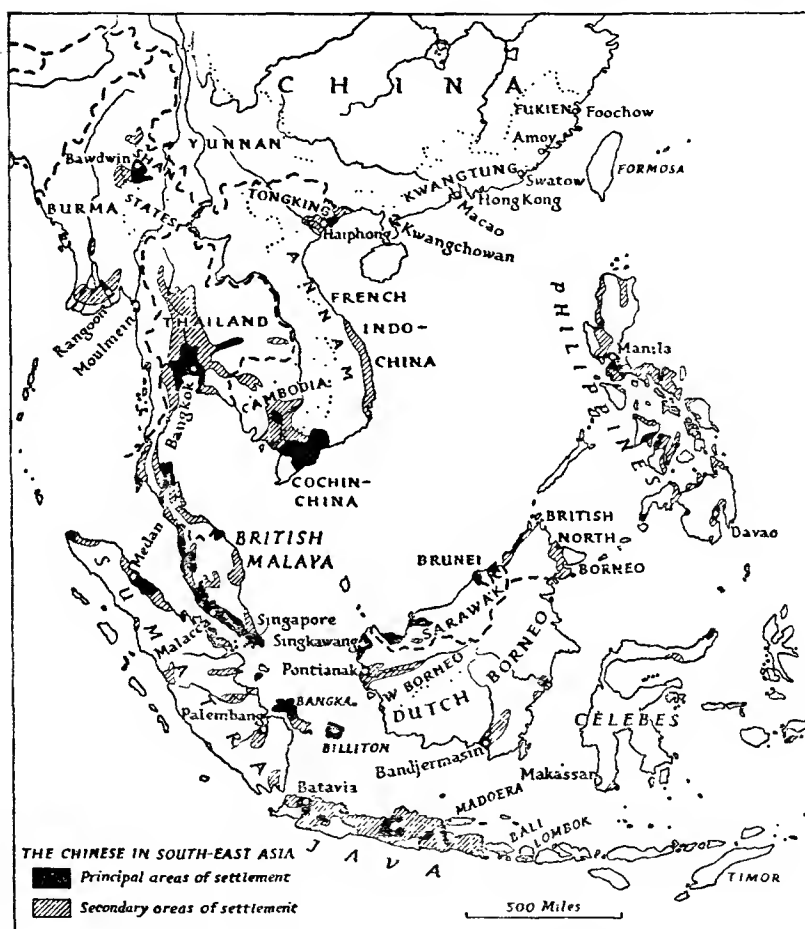 CHINA
YUNNAN
FUKIEN
Foochow
Amoy
FORMOSA
KWANGTUNG
Swatow
Hong Kong
Macao
Kwangchowan
Bawdwin
SHAN
STATES
BURMA
TONGKING
Haiphong
Rangoon
Moulmein
THAILAND
ANNAM
FRENCH
INDO-
CHINA
Bangkok
CAMBODIA
COCHIN-
CHINA
PHILIPPINES
Manila
Davao
BRITISH
MALAYA
Medan
SUMATRA
Malacca
Singapore
Singkawang
Pontianak
BRUNEI
BRITISH
NORTH
BORNEO
SARAWAK
W BORNEO
DUTCH
BORNEO
BANGKA
Palembang
BILLITON
Bandjermasin
CELEBES
Makassar
Batavia
MADOERA
JAVA
BALI
LOMBOK
TIMOR
THE CHINESE IN SOUTH-EAST ASIA
Principal areas of settlement
Secondary areas of settlement
500 Miles